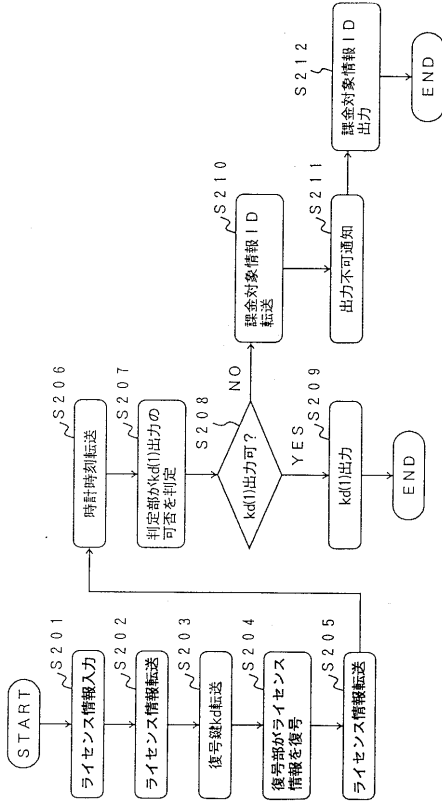 START
S201
ライセンス情報入力
S202
ライセンス情報転送
S203
復号鍵kd転送
S204
復号部がライセンス
情報を復号
S205
ライセンス情報転送
S206
時計時刻転送
S207
判定部がkd(1)出力の
可否を判定
S208
kd(1)出力可?
NO
YES
S209
kd(1)出力
END
S210
課金対象情報ID
転送
S211
出力不可通知
S212
課金対象情報ID
出力
END